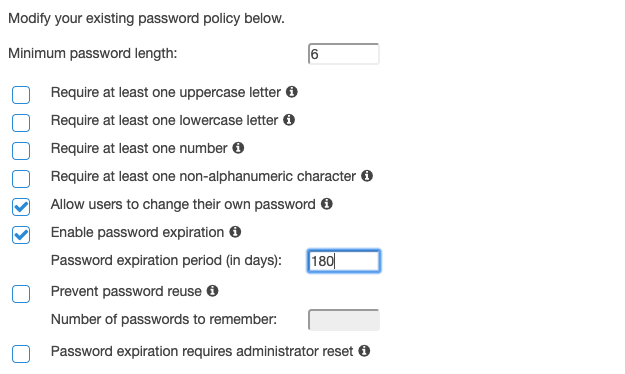 Modify your existing password policy below.
Minimum password length: 6
Require at least one uppercase letter
Require at least one lowercase letter
Require at least one number
Require at least one non-alphanumeric character
Allow users to change their own password
Enable password expiration
Password expiration period (in days): 180
Prevent password reuse
Number of passwords to remember:
Password expiration requires administrator reset